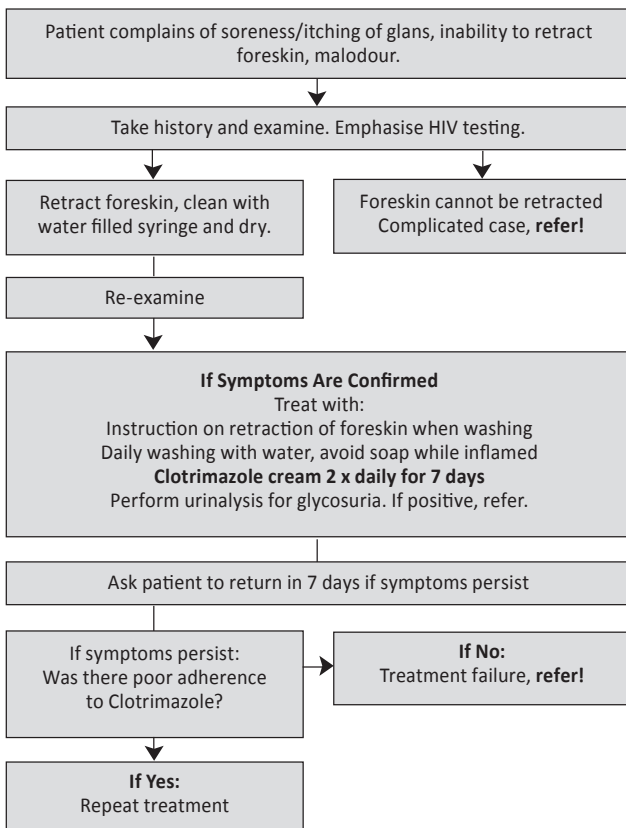 Patient complains of soreness/itching of glans, inability to retract
foreskin, malodour.
Take history and examine. Emphasise HIV testing.
Retract foreskin, clean with
water filled syringe and dry.
Foreskin cannot be retracted
Complicated case, refer!
Re-examine
If Symptoms Are Confirmed
Treat with:
Instruction on retraction of foreskin when washing
Daily washing with water, avoid soap while inflamed
Clotrimazole cream 2 x daily for 7 days
Perform urinalysis for glycosuria. If positive, refer.
Ask patient to return in 7 days if symptoms persist
If symptoms persist:
Was there poor adherence
to Clotrimazole?
If No:
Treatment failure, refer!
If Yes:
Repeat treatment